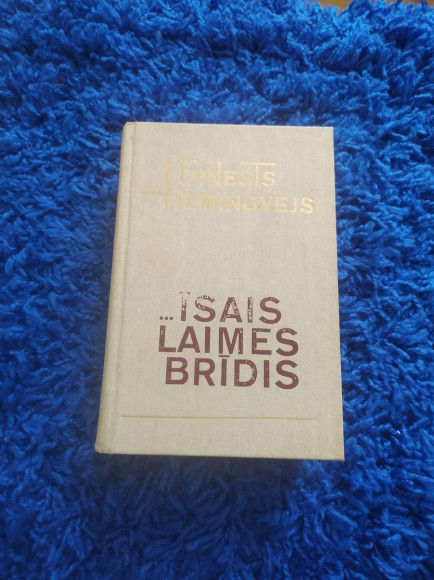 ERNESTS
HEMINGVEJS
...ĪSAIS
LAIMES
BRĪDIS